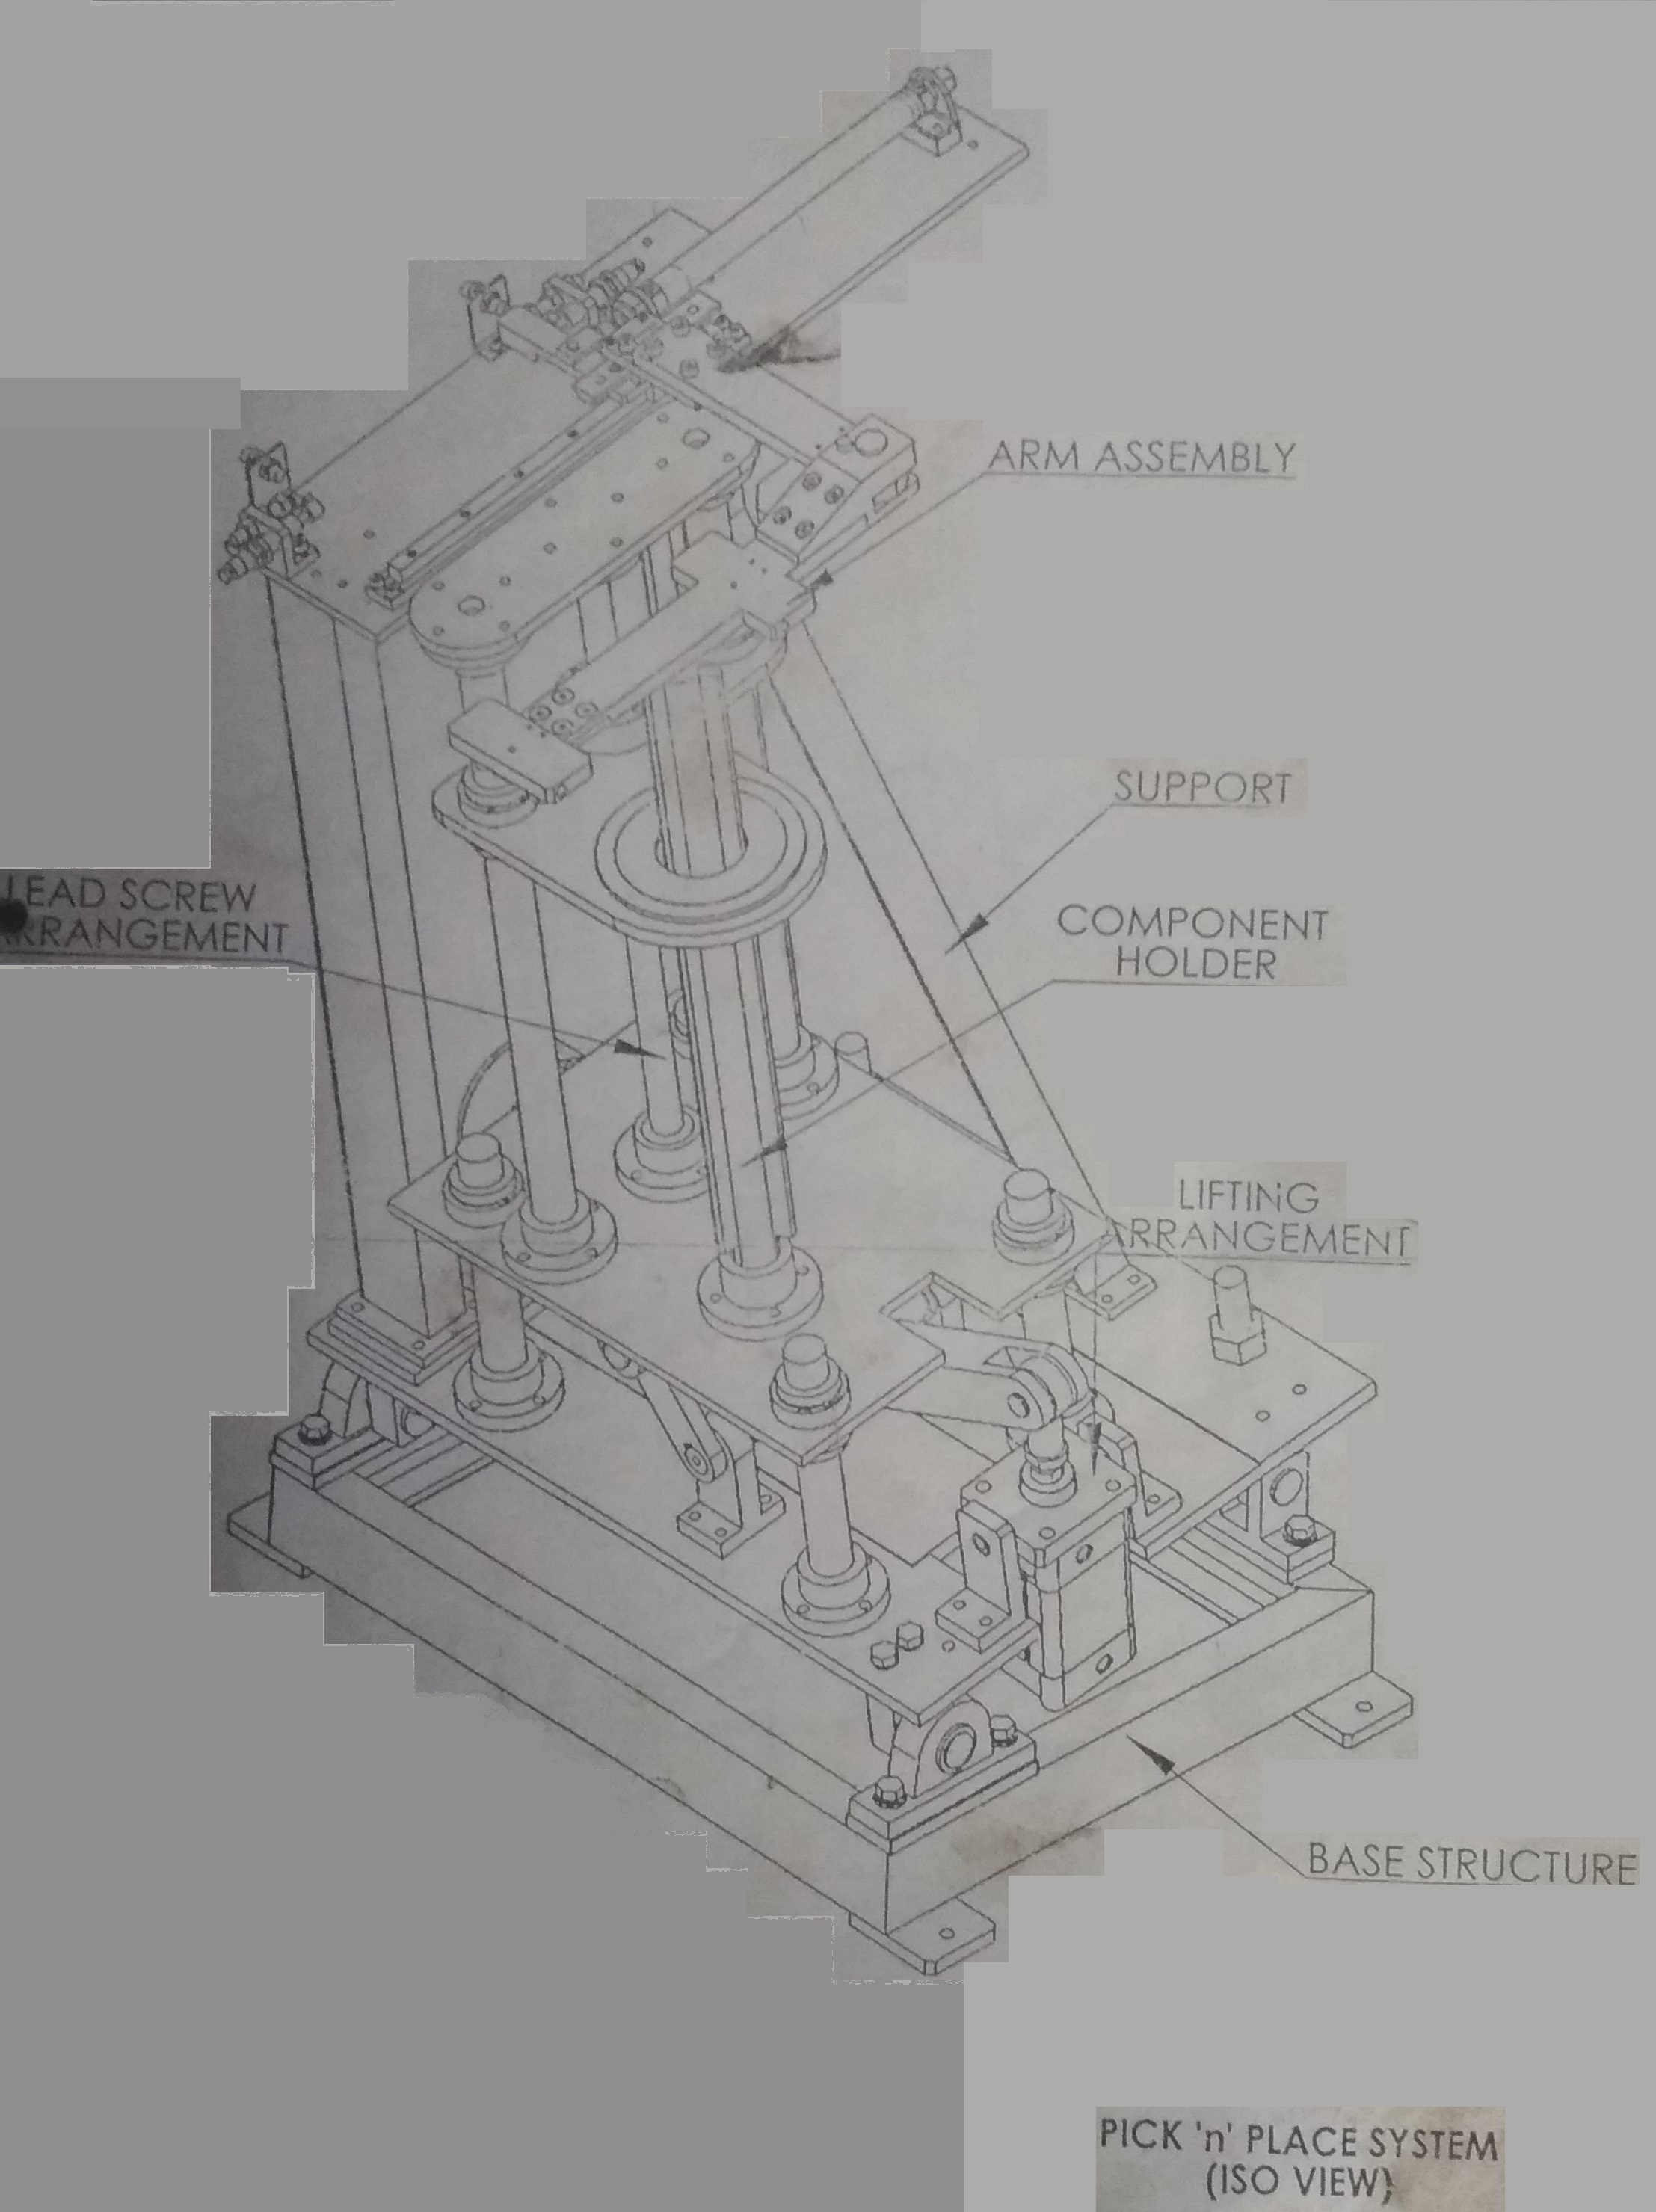 ARM ASSEMBLY
SUPPORT
LEAD SCREW
ARRANGEMENT
COMPONENT
HOLDER
LIFTING
ARRANGEMENT
BASE STRUCTURE
PICK 'n' PLACE SYSTEM
(ISO VIEW)